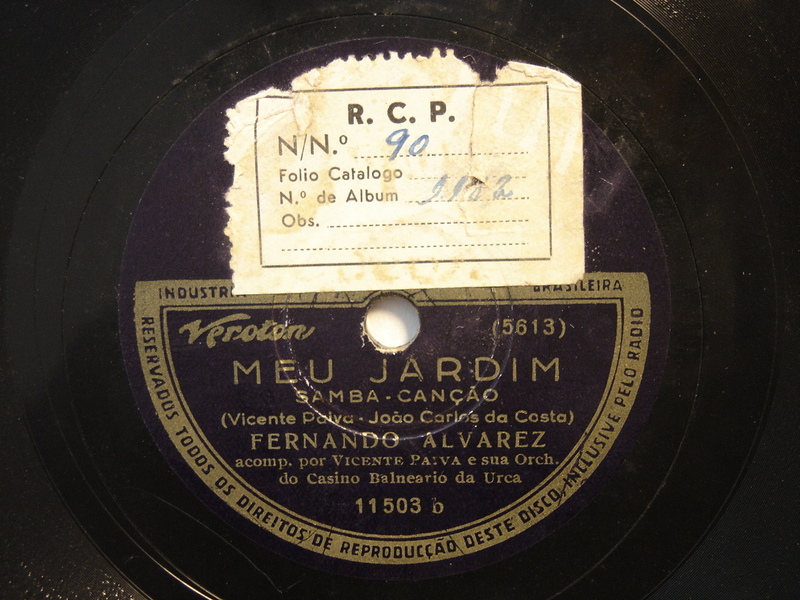 R. C. P.
N/N.º 90
Folio Catalogo
N.º de Album
Obs.
INDUSTRIA BRASILEIRA
Veroton (5613)
MEU JARDIM
SAMBA-CANÇÃO
(Vicente Paiva - João Carlos da Costa)
FERNANDO ALVAREZ
acomp. por VICENTE PAIVA e sua Orch.
do Casino Balneario da Urca
11503 b
RESERVADOS TODOS OS DIREITOS DE REPRODUCÇÃO DESTE DISCO, INCLUSIVE PELO RADIO